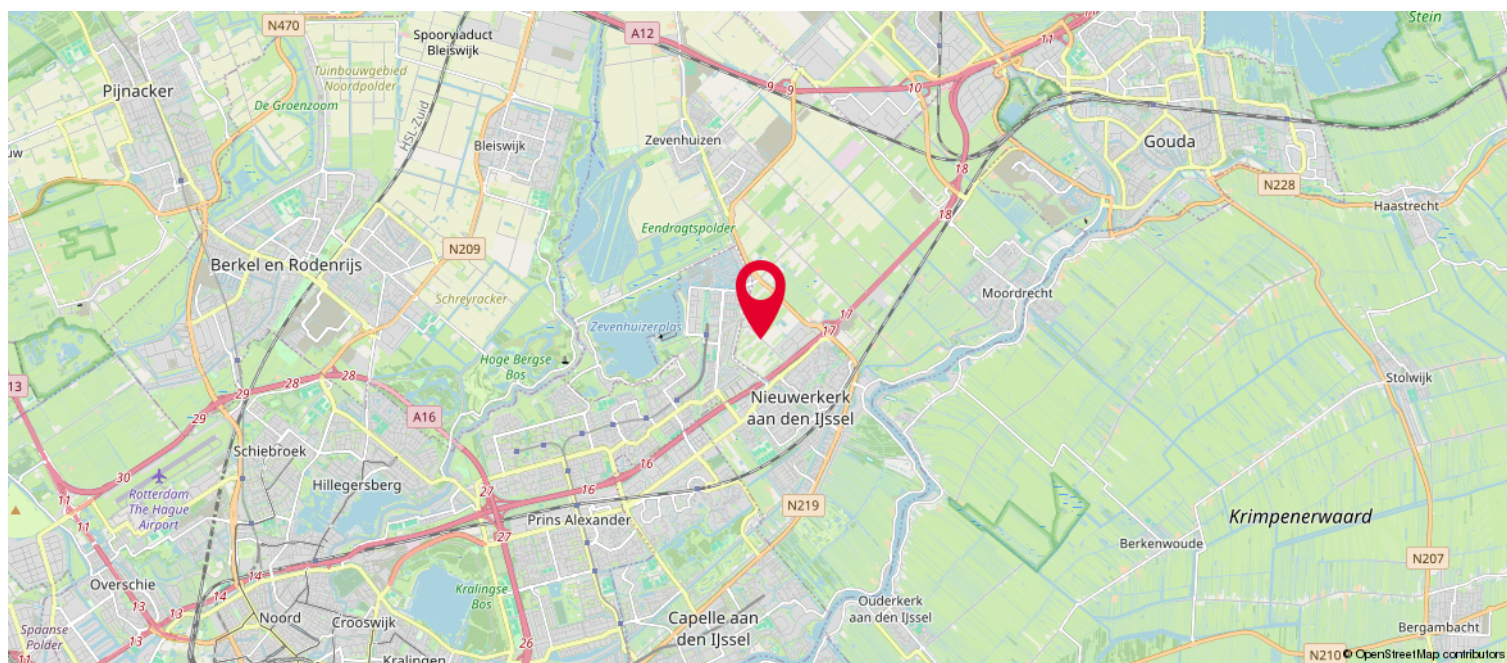 Stein
N470
A12
11
Spoorviaduct
Bleiswijk
Tuinbouwgebied
Noordpolder
Pijnacker
De Groenzoom
9
9
10
HSL-Zuid
Bleiswijk
Zevenhuizen
Gouda
uw
18
N228
Haastrecht
18
Eendragtspolder
N209
Berkel en Rodenrijs
Moordrecht
Schreyracker
17
17
Zevenhuizerplas
Hoge Bergse
Bos
13
28
28
29
Stolwijk
Nieuwerkerk
aan den IJssel
29
A16
Schiebroek
16
30
Hillegersberg
16
11
27
Rotterdam
The Hague
Airport
N219
11
Prins Alexander
27
Krimpenerwaard
Berkenwoude
N207
Overschie
14
14
Kralingse
Bos
13
13
Noord
Crooswijk
Ouderkerk
aan den IJssel
Capelle aan
den IJssel
Spaanse
Polder
26
Bergambacht
Kralingen
N210
© OpenStreetMap contributors